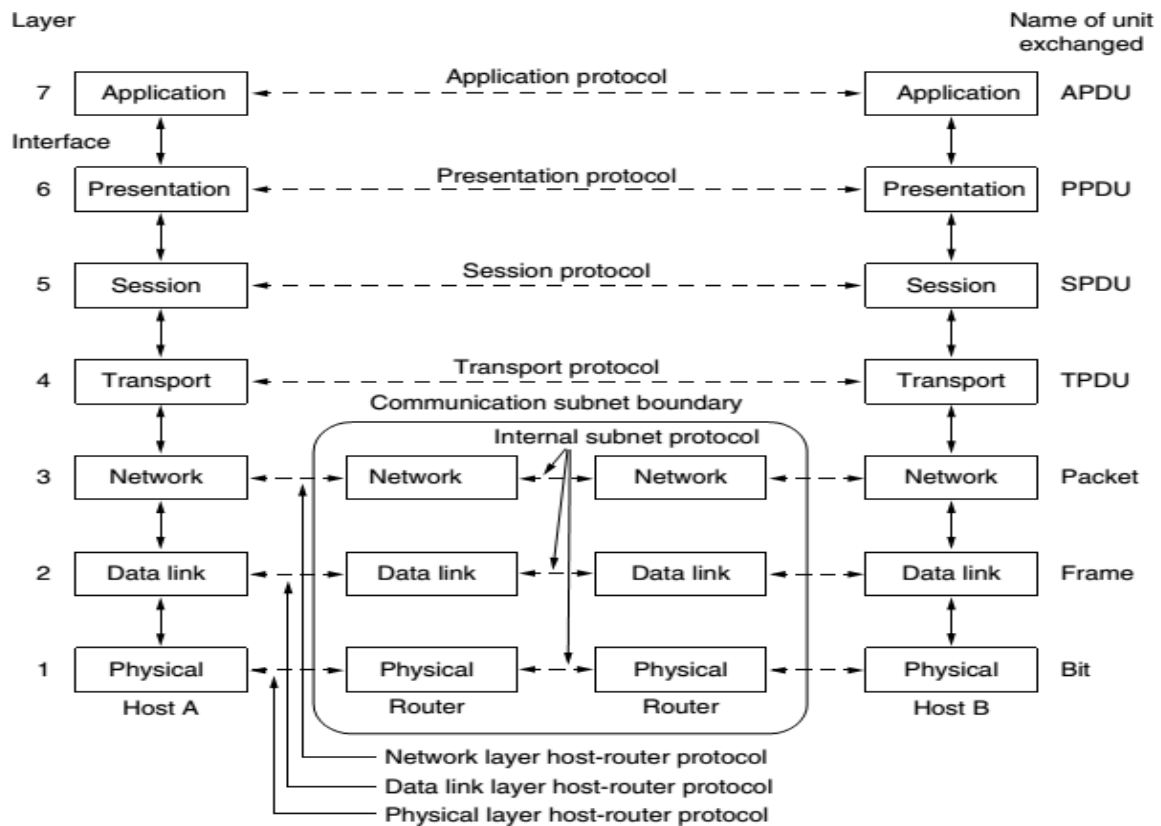 Layer
Name of unit
exchanged
7 Application Application protocol Application APDU
Interface
6 Presentation Presentation protocol Presentation PPDU
5 Session Session protocol Session SPDU
4 Transport Transport protocol Transport TPDU
Communication subnet boundary
Internal subnet protocol
3 Network Network Network Network Packet
2 Data link Data link Data link Data link Frame
1 Physical Physical Physical Physical Bit
Host A Router Router Host B
Network layer host-router protocol
Data link layer host-router protocol
Physical layer host-router protocol